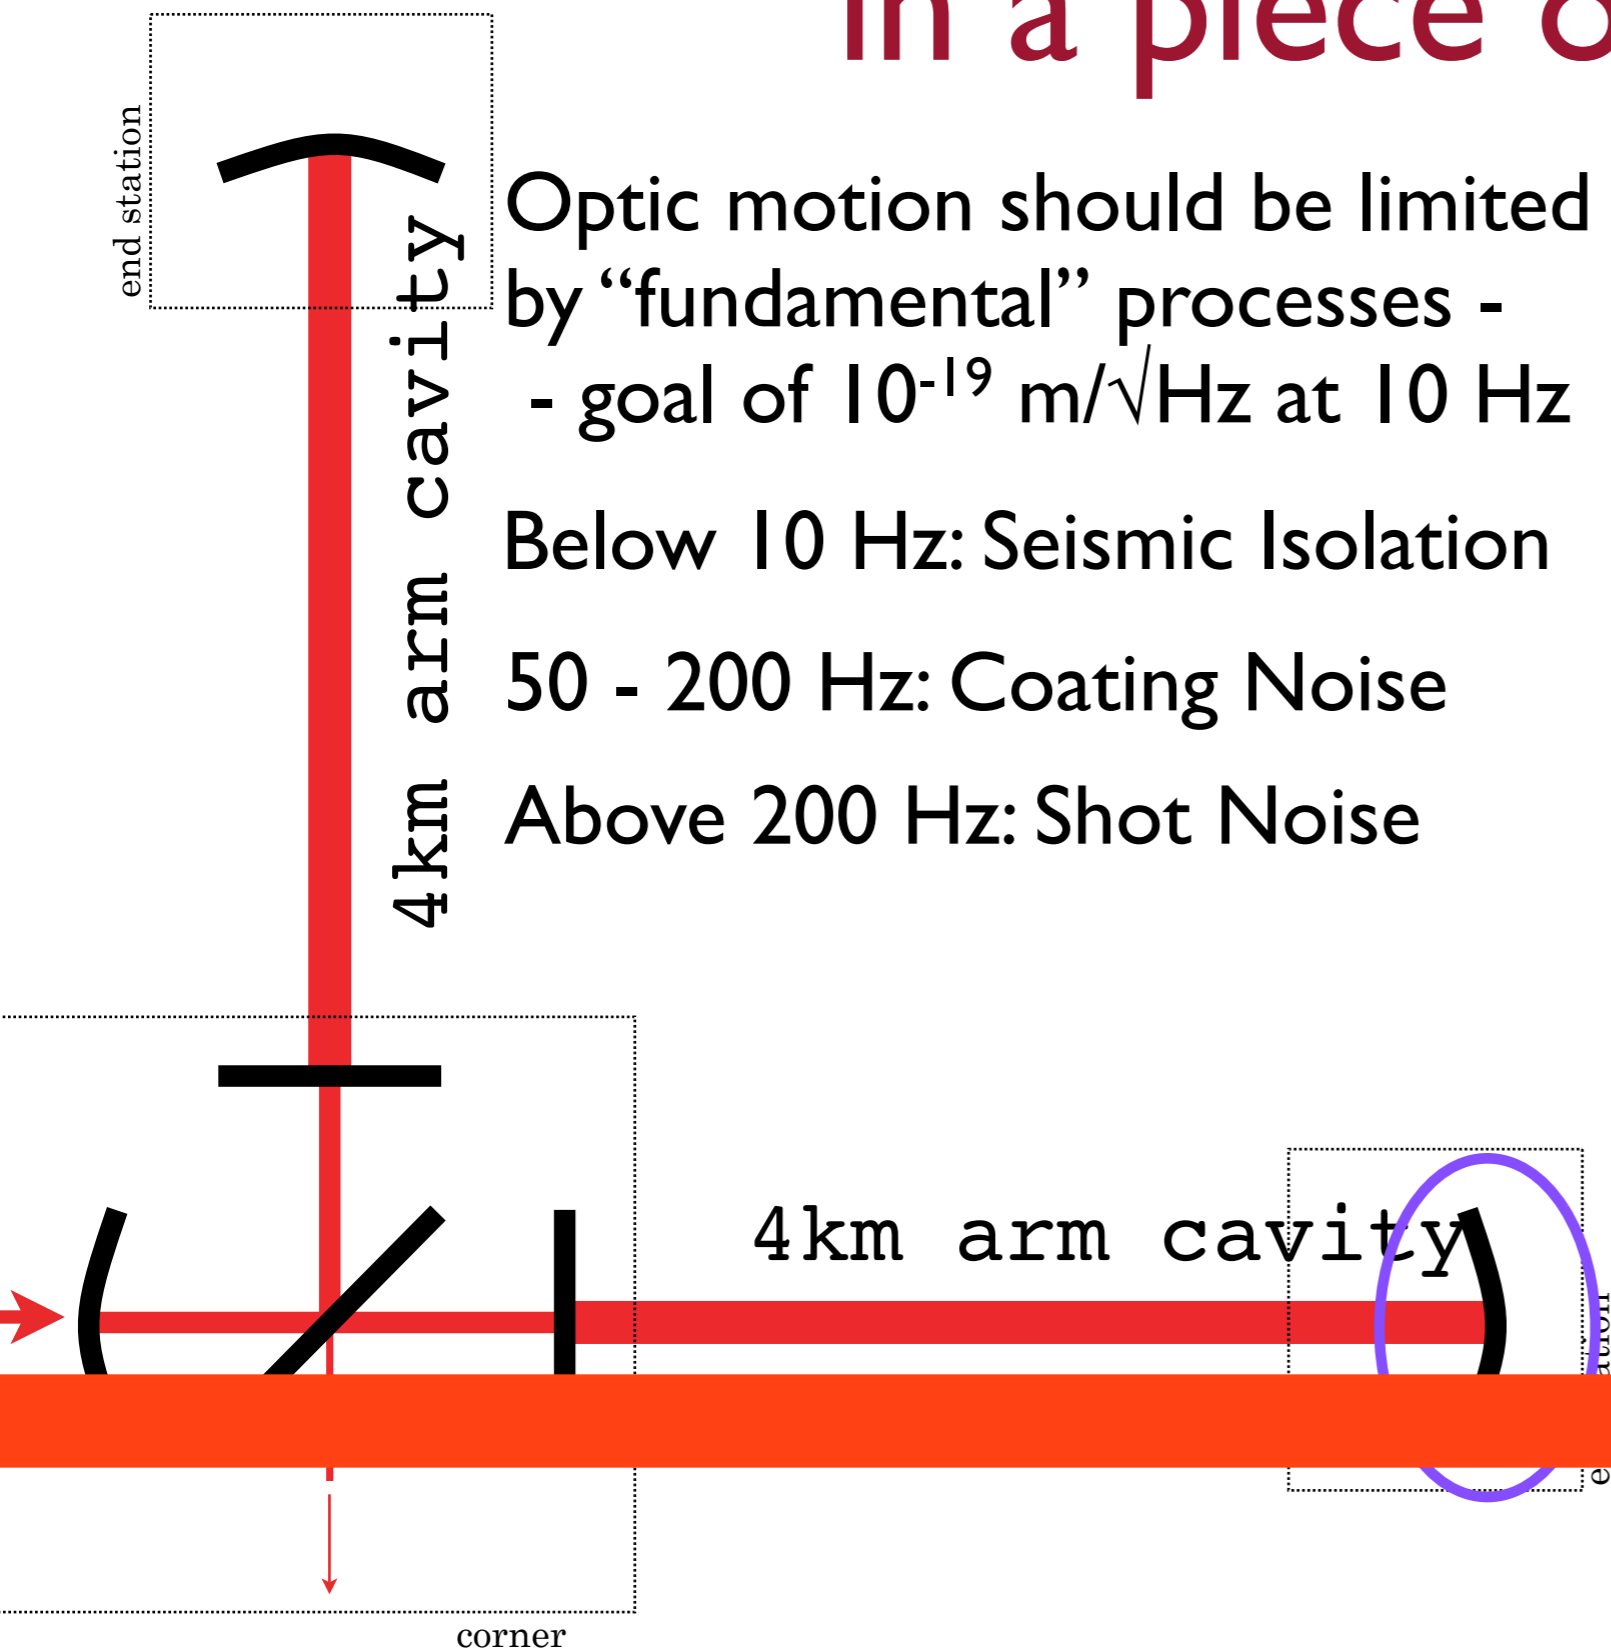 in a piece
end station
Optic motion should be limited
by “fundamental” processes -
- goal of 10⁻¹⁹ m/√Hz at 10 Hz
4km arm cavity
Below 10 Hz: Seismic Isolation
50 - 200 Hz: Coating Noise
Above 200 Hz: Shot Noise
4km arm cavity
corner